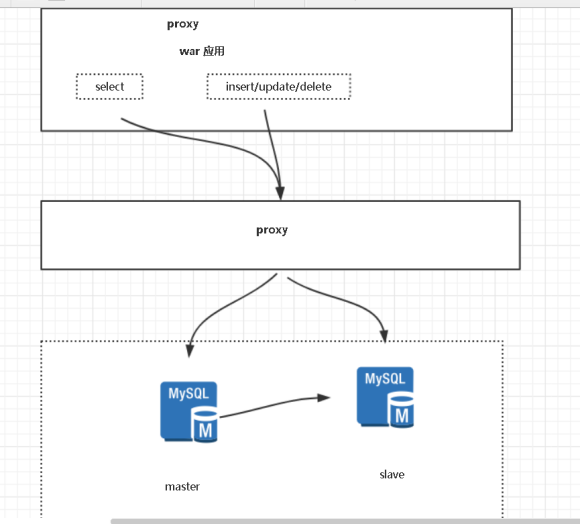 proxy
war 应用
select
insert/update/delete
proxy
MySQL
M
MySQL
M
master
slave